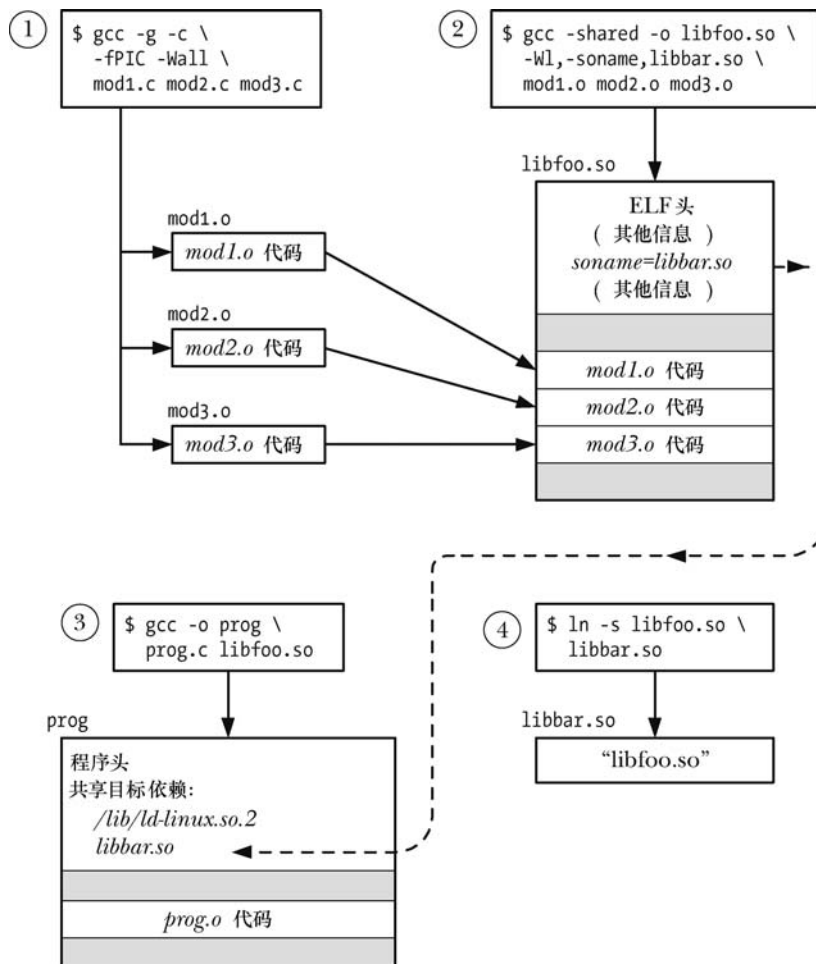 ①
$ gcc -g -c \
-fPIC -Wall \
mod1.c mod2.c mod3.c
②
$ gcc -shared -o libfoo.so \
-Wl,-soname,libbar.so \
mod1.o mod2.o mod3.o
mod1.o
mod1.o 代码
mod2.o
mod2.o 代码
mod3.o
mod3.o 代码
libfoo.so
ELF 头
( 其他信息 )
soname=libbar.so
( 其他信息 )
mod1.o 代码
mod2.o 代码
mod3.o 代码
③
$ gcc -o prog \
prog.c libfoo.so
prog
程序头
共享目标依赖:
/lib/ld-linux.so.2
libbar.so
prog.o 代码
④
$ ln -s libfoo.so \
libbar.so
libbar.so
“libfoo.so”